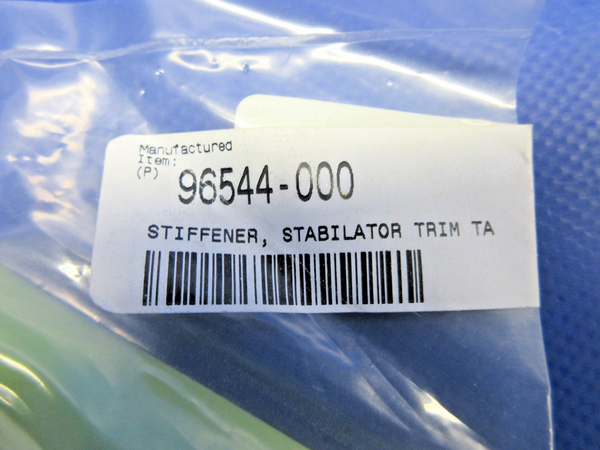 Manufactured
Item:
(P) 96544-000
STIFFENER, STABILATOR TRIM TA